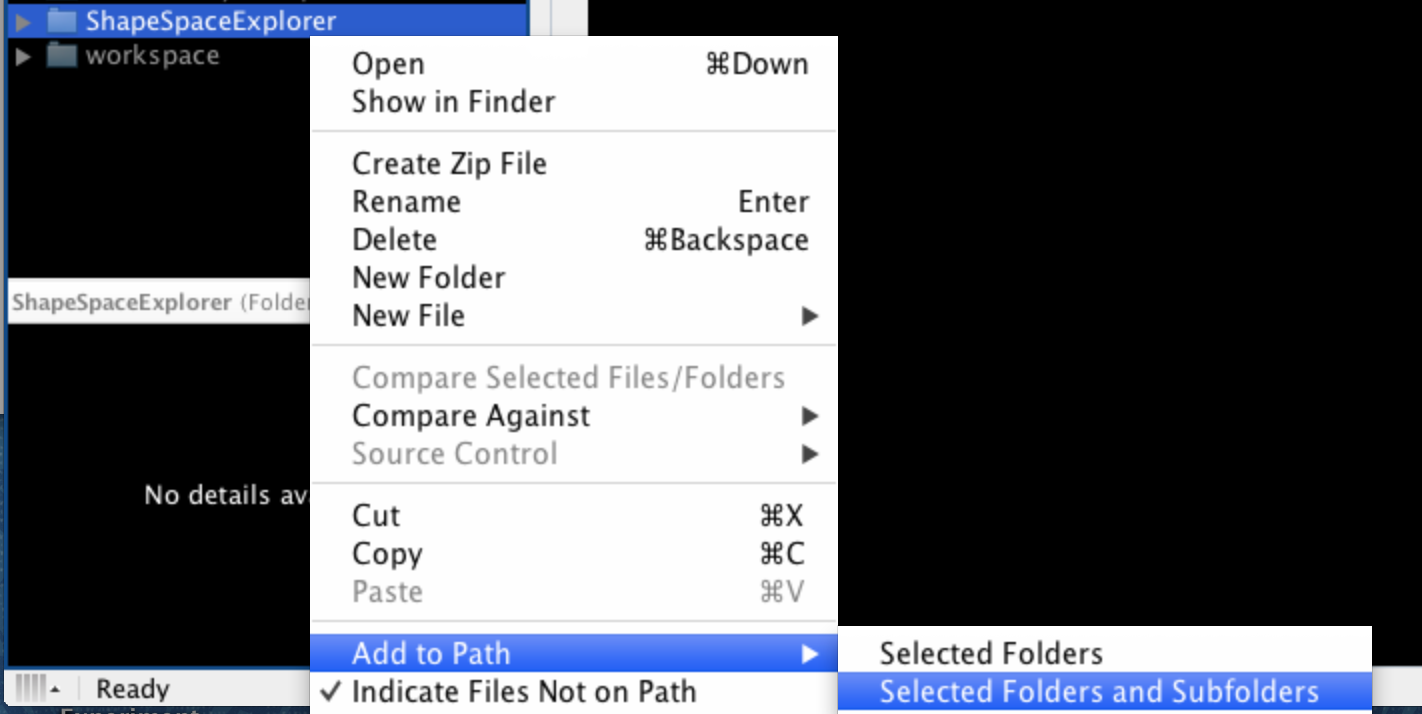 ShapeSpaceExplorer
workspace
Open ⌘Down
Show in Finder
Create Zip File
Rename Enter
Delete ⌘Backspace
New Folder
ShapeSpaceExplorer (Folder
New File
Compare Selected Files/Folders
Compare Against
Source Control
No details av
Cut ⌘X
Copy ⌘C
Paste ⌘V
Add to Path
Selected Folders
Ready
Indicate Files Not on Path
Selected Folders and Subfolders